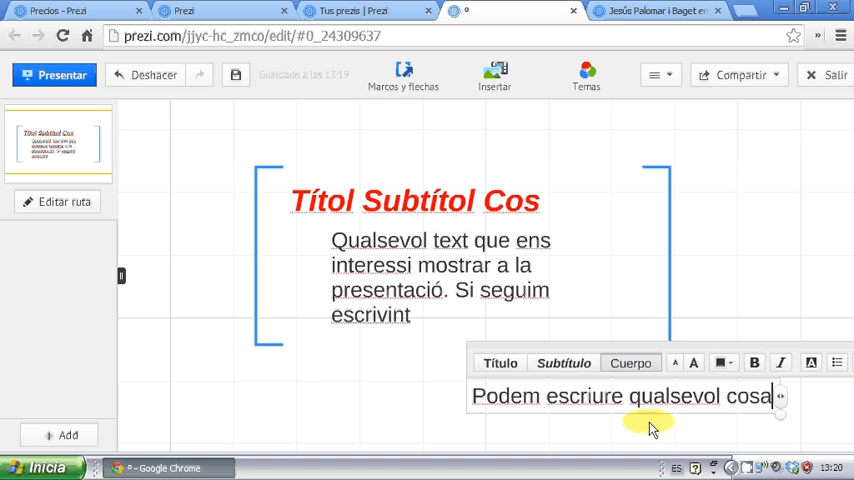 Precios – Prezi
Prezi
Tus prezis | Prezi
º
Jesús Palomar i Baget en
prezi.com/jjyc-hc_zmco/edit/#0_24309637
Presentar
Deshacer
Guardado a las 13:19
Marcos y flechas
Insertar
Temas
Compartir
Salir
Títol Subtítol Cos
Editar ruta
Títol Subtítol Cos
Qualsevol text que ens
interessi mostrar a la
presentació. Si seguim
escrivint
Título
Subtítulo
Cuerpo
A
A
B
I
A
Podem escriure qualsevol cosa
Add
Inicia
º - Google Chrome
ES
13:20